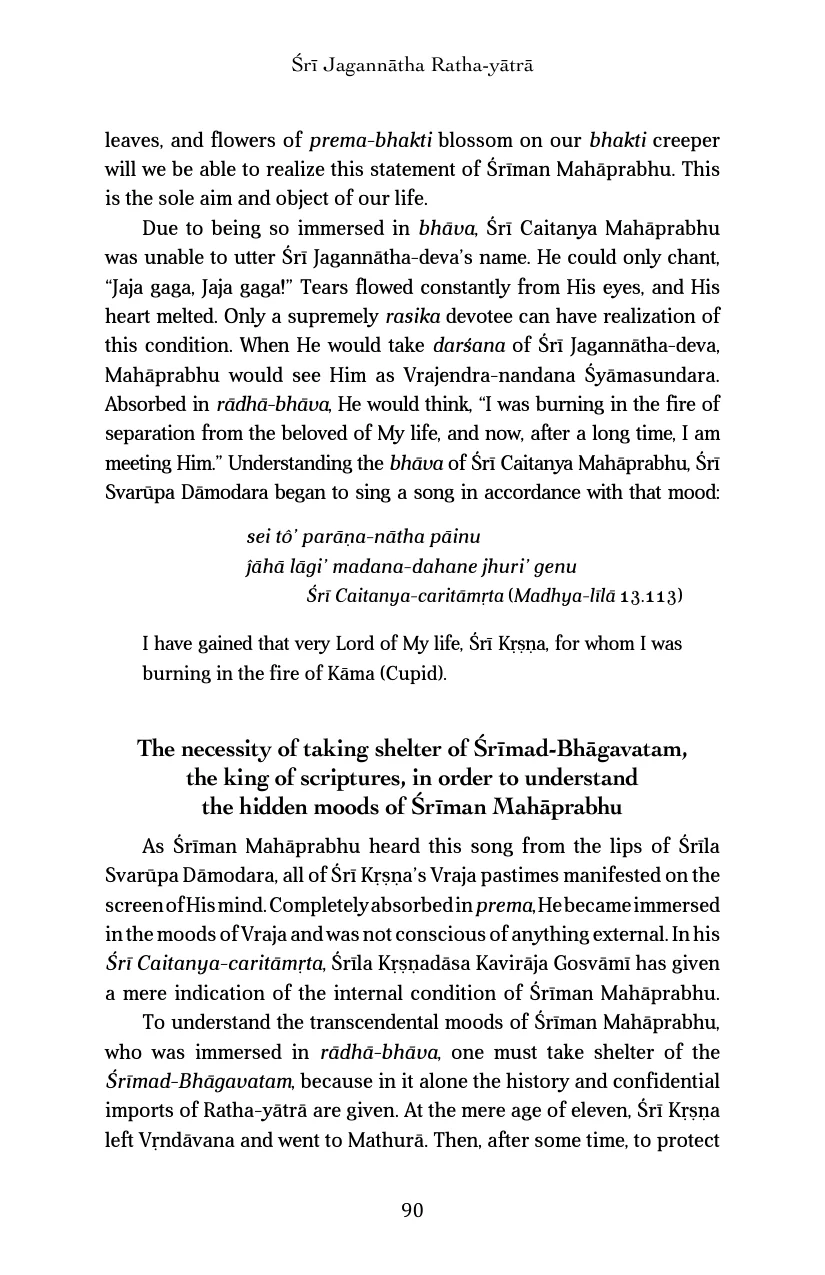 Śrī Jagannātha Ratha-yātrā
leaves, and flowers of prema-bhakti blossom on our bhakti creeper
will we be able to realize this statement of Śrīman Mahāprabhu. This
is the sole aim and object of our life.
Due to being so immersed in bhāva, Śrī Caitanya Mahāprabhu
was unable to utter Śrī Jagannātha-deva’s name. He could only chant,
“Jaja gaga, Jaja gaga!” Tears flowed constantly from His eyes, and His
heart melted. Only a supremely rasika devotee can have realization of
this condition. When He would take darśana of Śrī Jagannātha-deva,
Mahāprabhu would see Him as Vrajendra-nandana Śyāmasundara.
Absorbed in rādhā-bhāva, He would think, “I was burning in the fire of
separation from the beloved of My life, and now, after a long time, I am
meeting Him.” Understanding the bhāva of Śrī Caitanya Mahāprabhu, Śrī
Svarūpa Dāmodara began to sing a song in accordance with that mood:
sei tô’ parāṇa-nātha pāinu
ĵāhā lāgi’ madana-dahane jhuri’ genu
Śrī Caitanya-caritāmṛta (Madhya-līlā 13.113)
I have gained that very Lord of My life, Śrī Kṛṣṇa, for whom I was
burning in the fire of Kāma (Cupid).
The necessity of taking shelter of Śrīmad-Bhāgavatam,
the king of scriptures, in order to understand
the hidden moods of Śrīman Mahāprabhu
As Śrīman Mahāprabhu heard this song from the lips of Śrīla
Svarūpa Dāmodara, all of Śrī Kṛṣṇa’s Vraja pastimes manifested on the
screen of His mind. Completely absorbed in prema, He became immersed
in the moods of Vraja and was not conscious of anything external. In his
Śrī Caitanya-caritāmṛta, Śrīla Kṛṣṇadāsa Kavirāja Gosvāmī has given
a mere indication of the internal condition of Śrīman Mahāprabhu.
To understand the transcendental moods of Śrīman Mahāprabhu,
who was immersed in rādhā-bhāva, one must take shelter of the
Śrīmad-Bhāgavatam, because in it alone the history and confidential
imports of Ratha-yātrā are given. At the mere age of eleven, Śrī Kṛṣṇa
left Vṛndāvana and went to Mathurā. Then, after some time, to protect
90